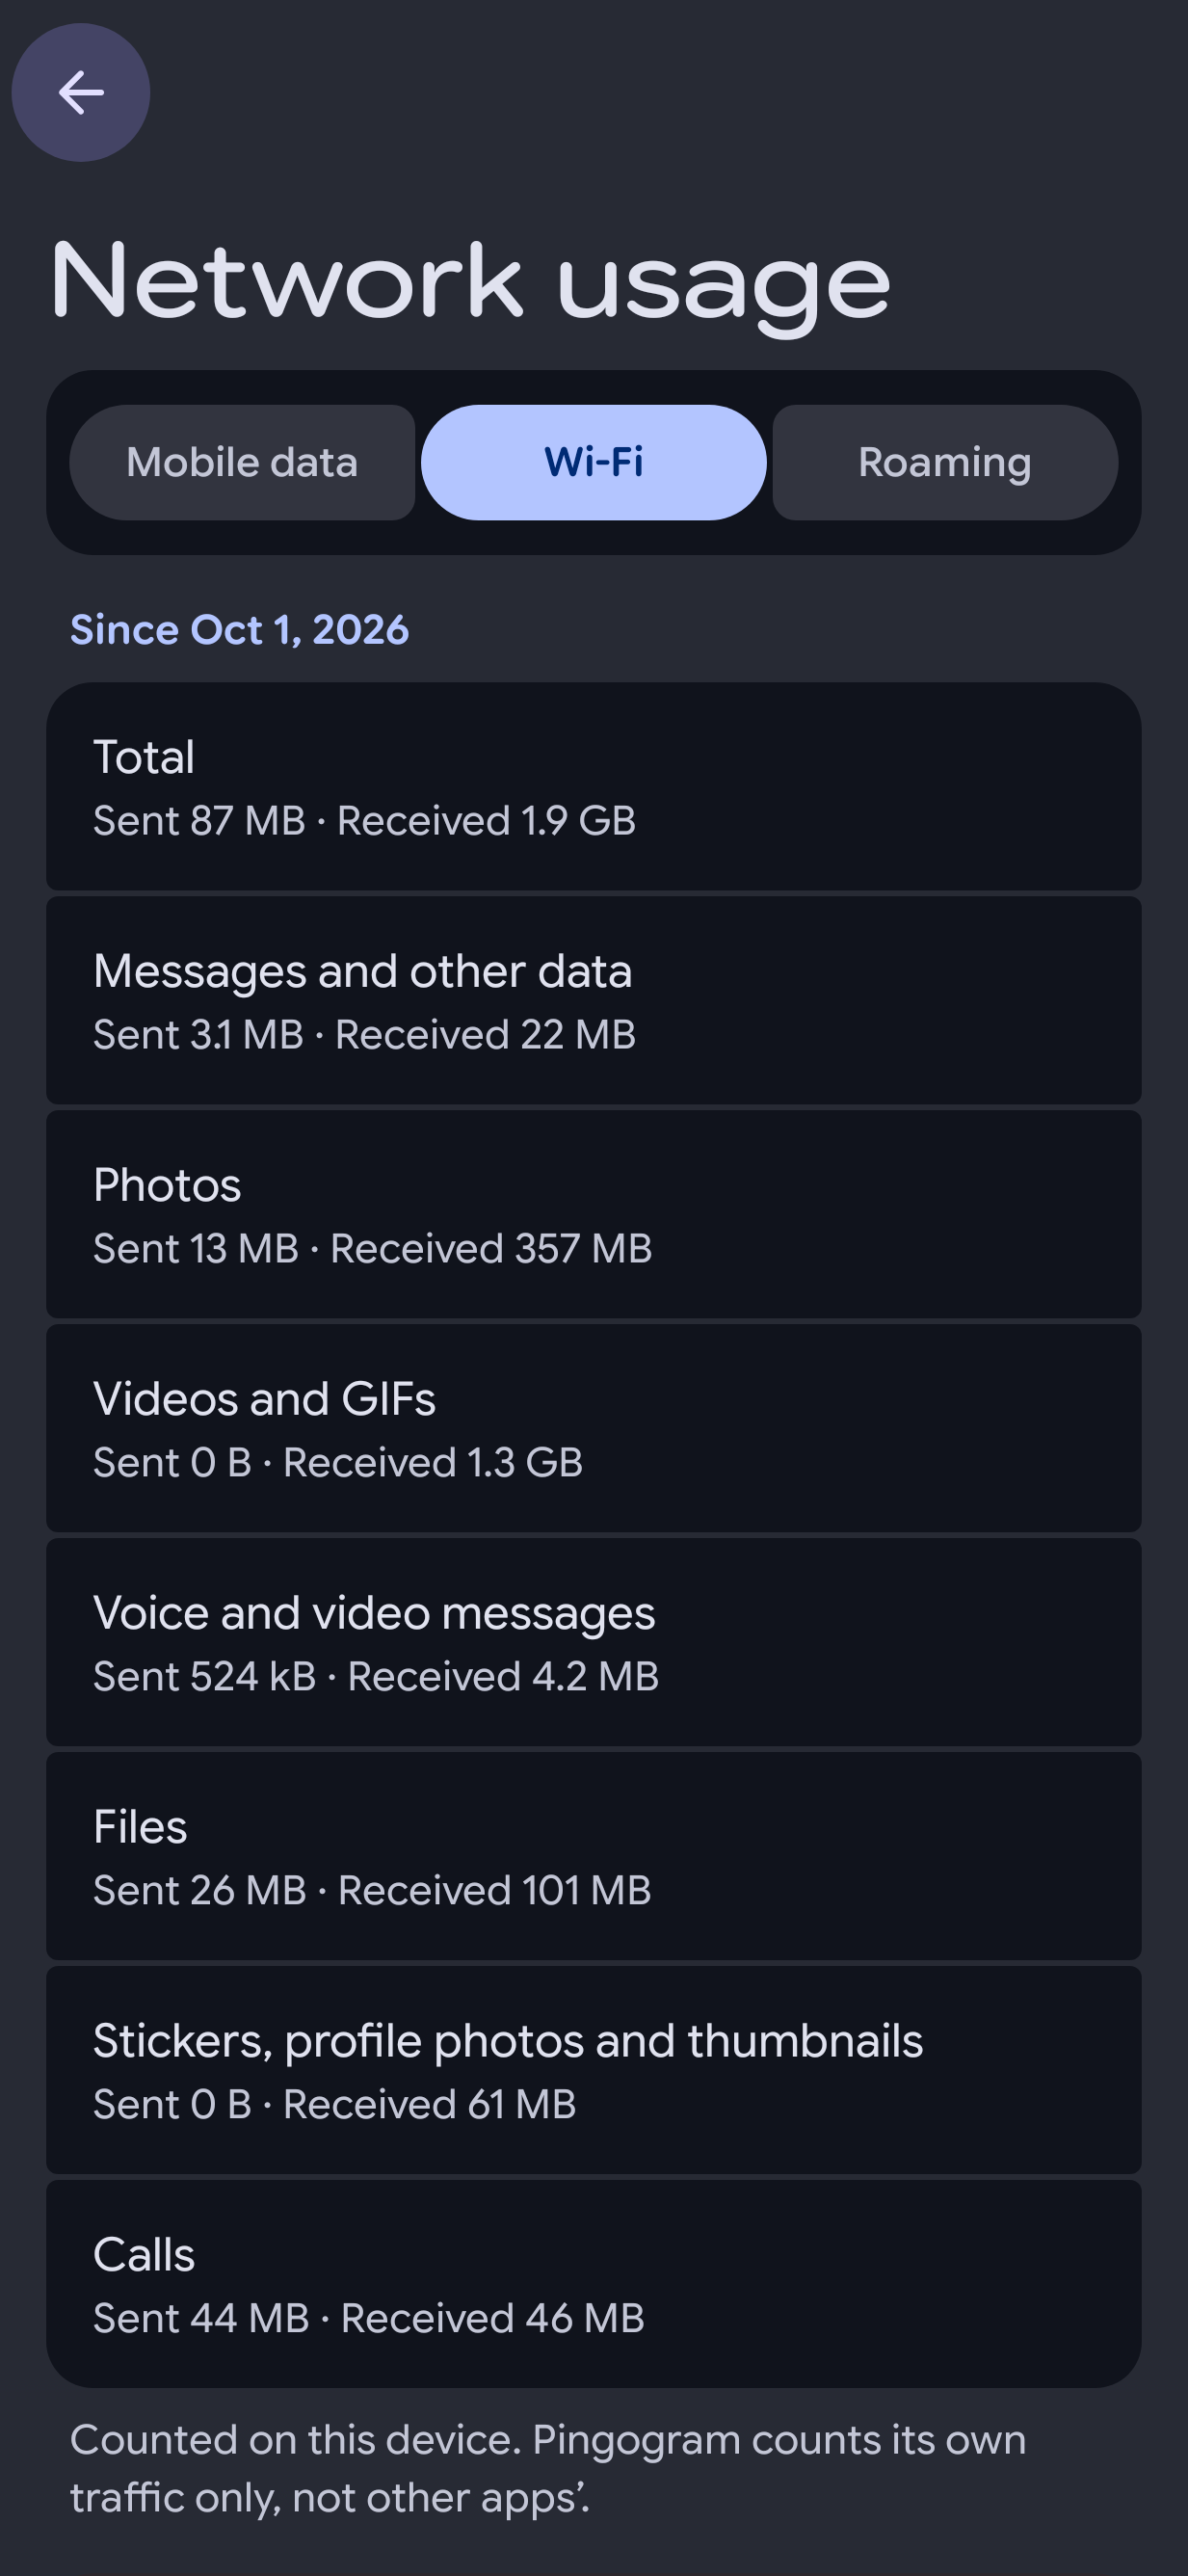 Network usage
Mobile data
Wi-Fi
Roaming
Since Oct 1, 2026
Total
Sent 87 MB · Received 1.9 GB
Messages and other data
Sent 3.1 MB · Received 22 MB
Photos
Sent 13 MB · Received 357 MB
Videos and GIFs
Sent 0 B · Received 1.3 GB
Voice and video messages
Sent 524 kB · Received 4.2 MB
Files
Sent 26 MB · Received 101 MB
Stickers, profile photos and thumbnails
Sent 0 B · Received 61 MB
Calls
Sent 44 MB · Received 46 MB
Counted on this device. Pingogram counts its own
traffic only, not other apps’.